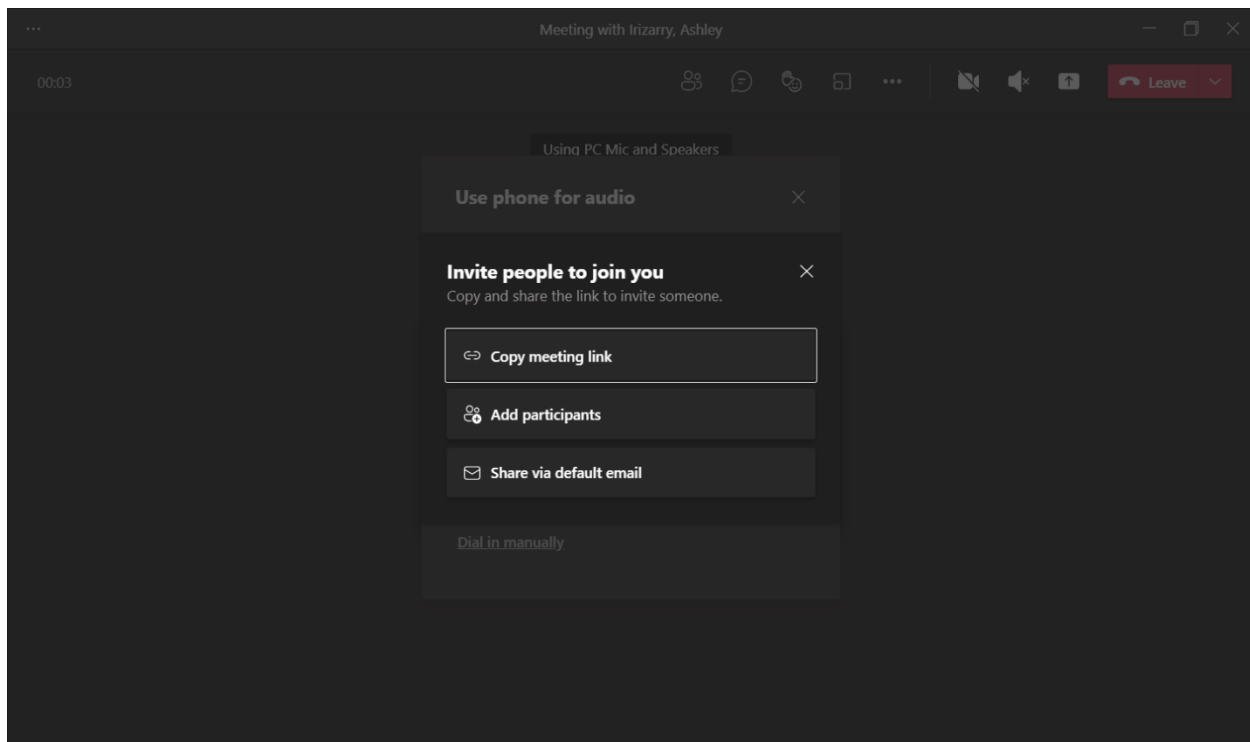 Meeting with Irizarry, Ashley
00:03
Leave
Using PC Mic and Speakers
Use phone for audio
Invite people to join you
Copy and share the link to invite someone.
Copy meeting link
Add participants
Share via default email
Dial in manually